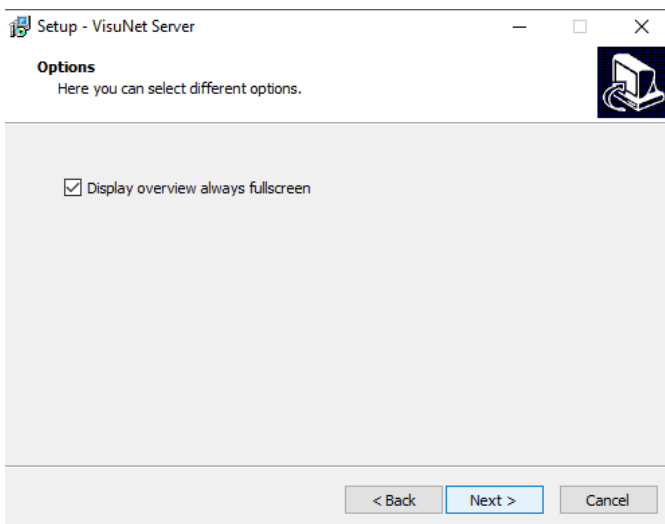 Setup - VisuNet Server
Options
Here you can select different options.
Display overview always fullscreen
< Back
Next >
Cancel